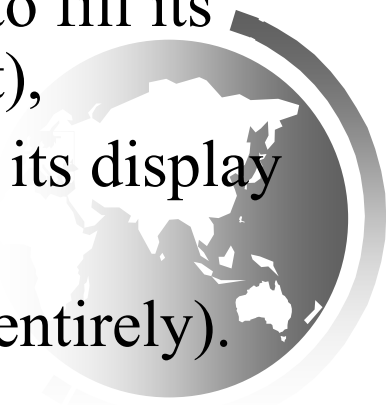 to fill its
t),
its display
entirely).